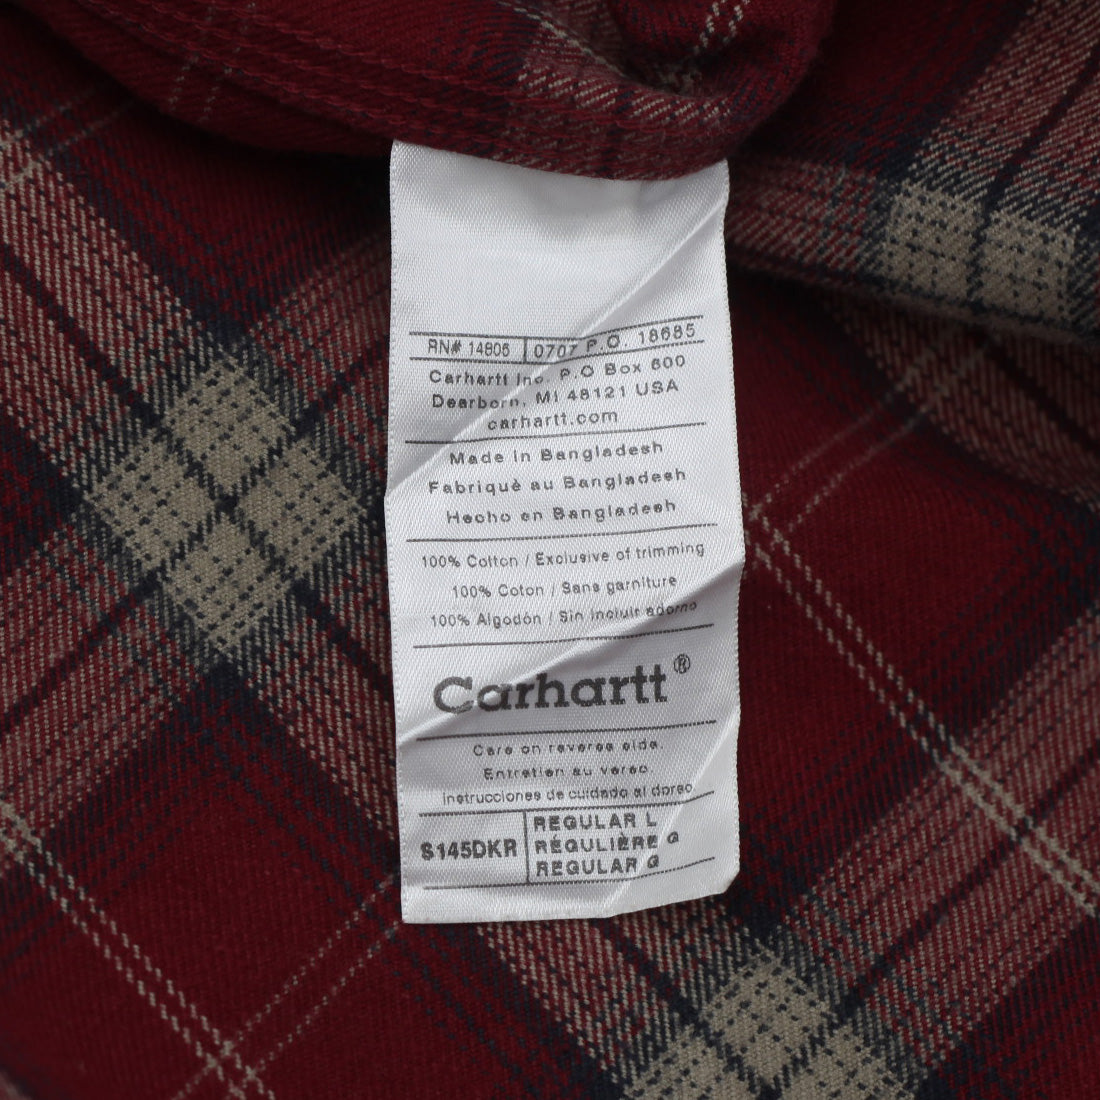 RN# 14806 0707 P.O. 18685
Carhartt Inc. P.O Box 600
Dearborn, MI 48121 USA
carhartt.com
Made in Bangladesh
Fabriquè au Bangladesh
Hecho en Bangladesh
100% Cotton / Exclusive of trimming
100% Coton / Sans garniture
100% Algodón / Sin incluir adorno
Carhartt®
Care on reverse side.
Entretien au verso.
instrucciones de cuidado al dorso
S145DKR
REGULAR L
RÉGULIÈRE G
REGULAR G